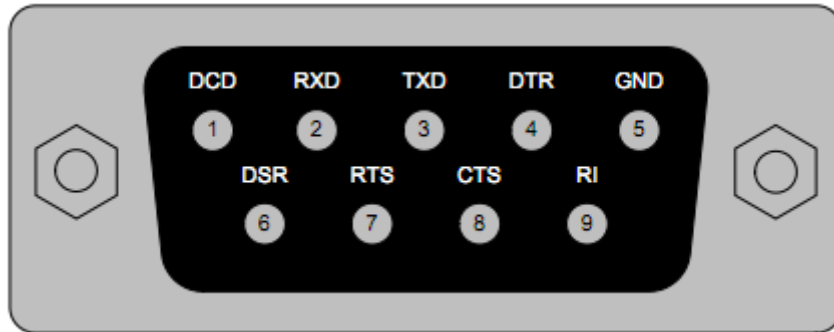 DCD RXD TXD DTR GND
1 2 3 4 5
DSR RTS CTS RI
6 7 8 9